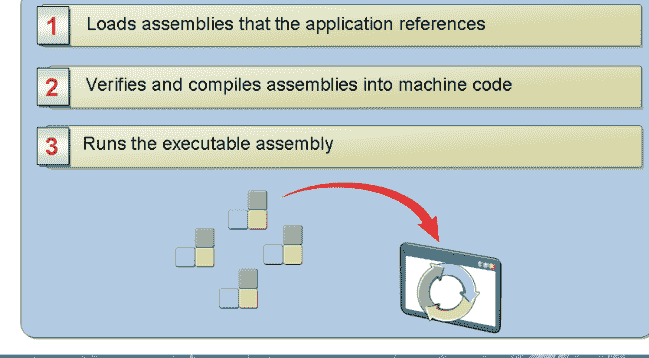 1 Loads assemblies that the application references
2 Verifies and compiles assemblies into machine code
3 Runs the executable assembly